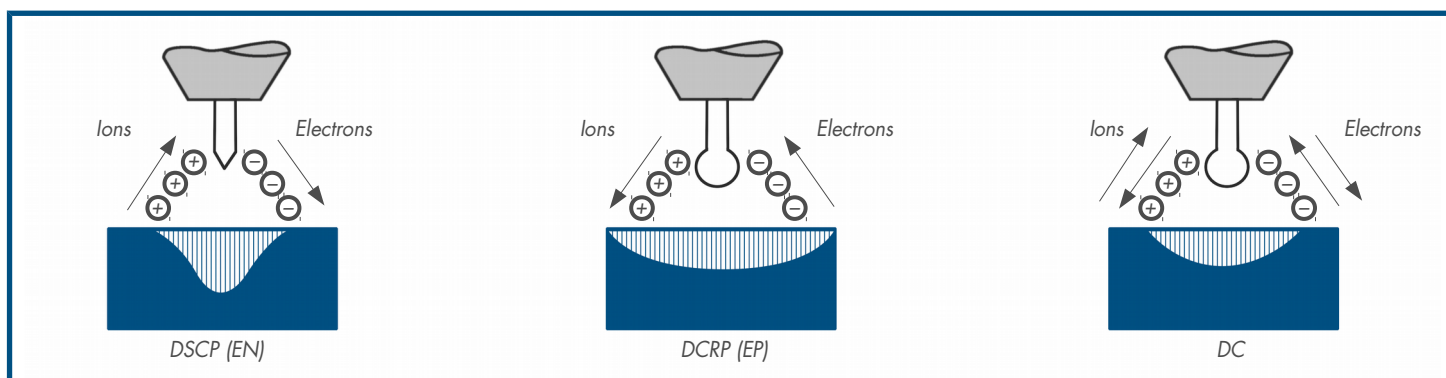 Ions Electrons
Ions Electrons
Ions Electrons
DSCP (EN)
DCRP (EP)
DC